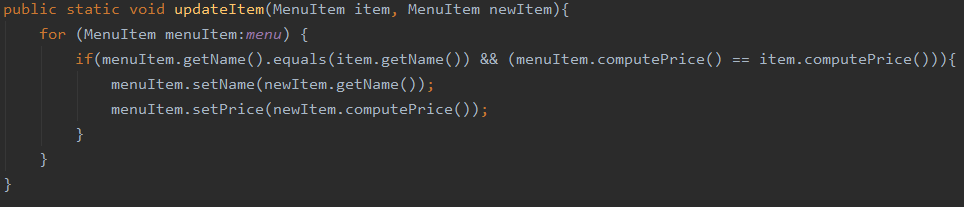 public static void updateItem(MenuItem item, MenuItem newItem){
for (MenuItem menuItem:menu) {
if(menuItem.getName().equals(item.getName()) && (menuItem.computePrice() == item.computePrice())){
menuItem.setName(newItem.getName());
menuItem.setPrice(newItem.computePrice());
}
}
}